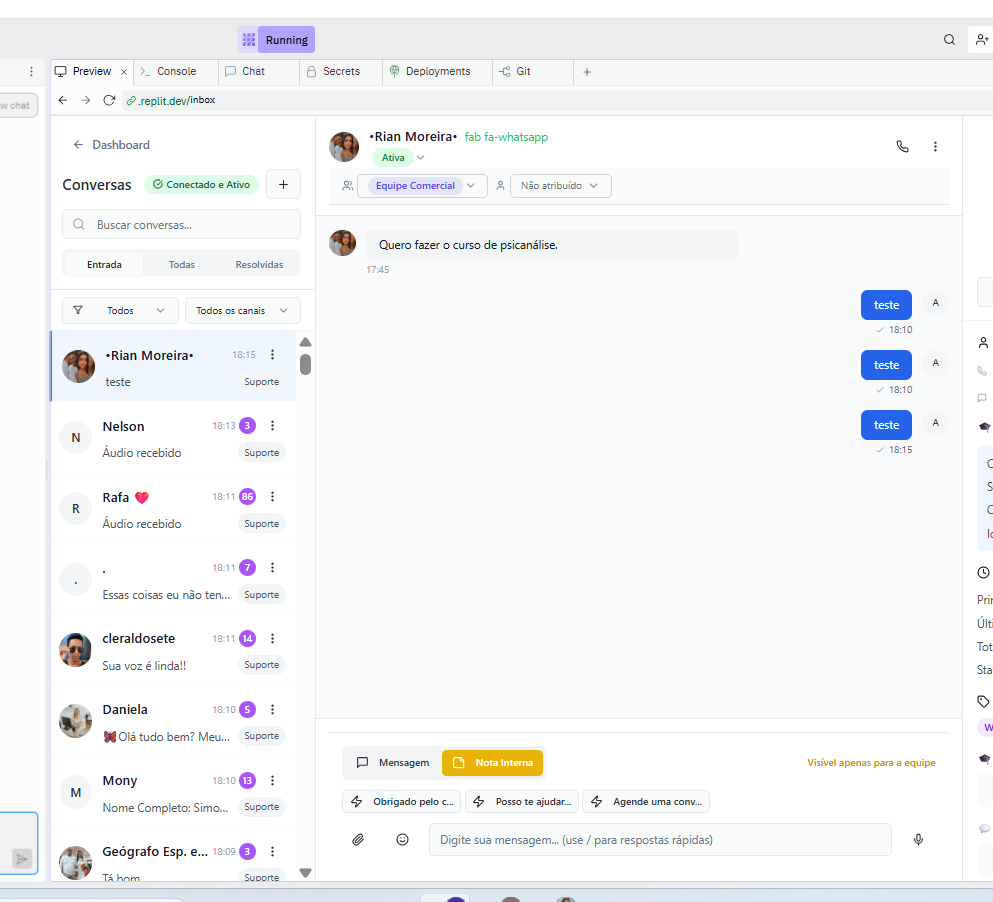 Running
Preview
Console
Chat
Secrets
Deployments
Git
w chat
.replit.dev/inbox
Dashboard
Conversas
Conectado e Ativo
Buscar conversas...
Entrada Todas Resolvidas
Todos
Todos os canais
•Rian Moreira• 18:15
teste Suporte
N
Nelson 18:13 3
Áudio recebido Suporte
R
Rafa ❤️ 18:11 86
Áudio recebido Suporte
.
. 18:11 7
Essas coisas eu não ten... Suporte
cleraldosete 18:11 14
Sua voz é linda!! Suporte
Daniela 18:10 5
🦋Olá tudo bem? Meu... Suporte
M
Mony 18:10 13
Nome Completo: Simo... Suporte
Geógrafo Esp. e... 18:09 3
Tá bom Suporte
•Rian Moreira• fab fa-whatsapp
Ativa
Equipe Comercial
Não atribuído
Quero fazer o curso de psicanálise.
17:45
teste A
18:10
teste A
18:10
teste A
18:15
Mensagem
Nota Interna
Visível apenas para a equipe
Obrigado pelo c...
Posso te ajudar...
Agende uma conv...
Digite sua mensagem... (use / para respostas rápidas)
Prin
Últi
Tot
Sta
W